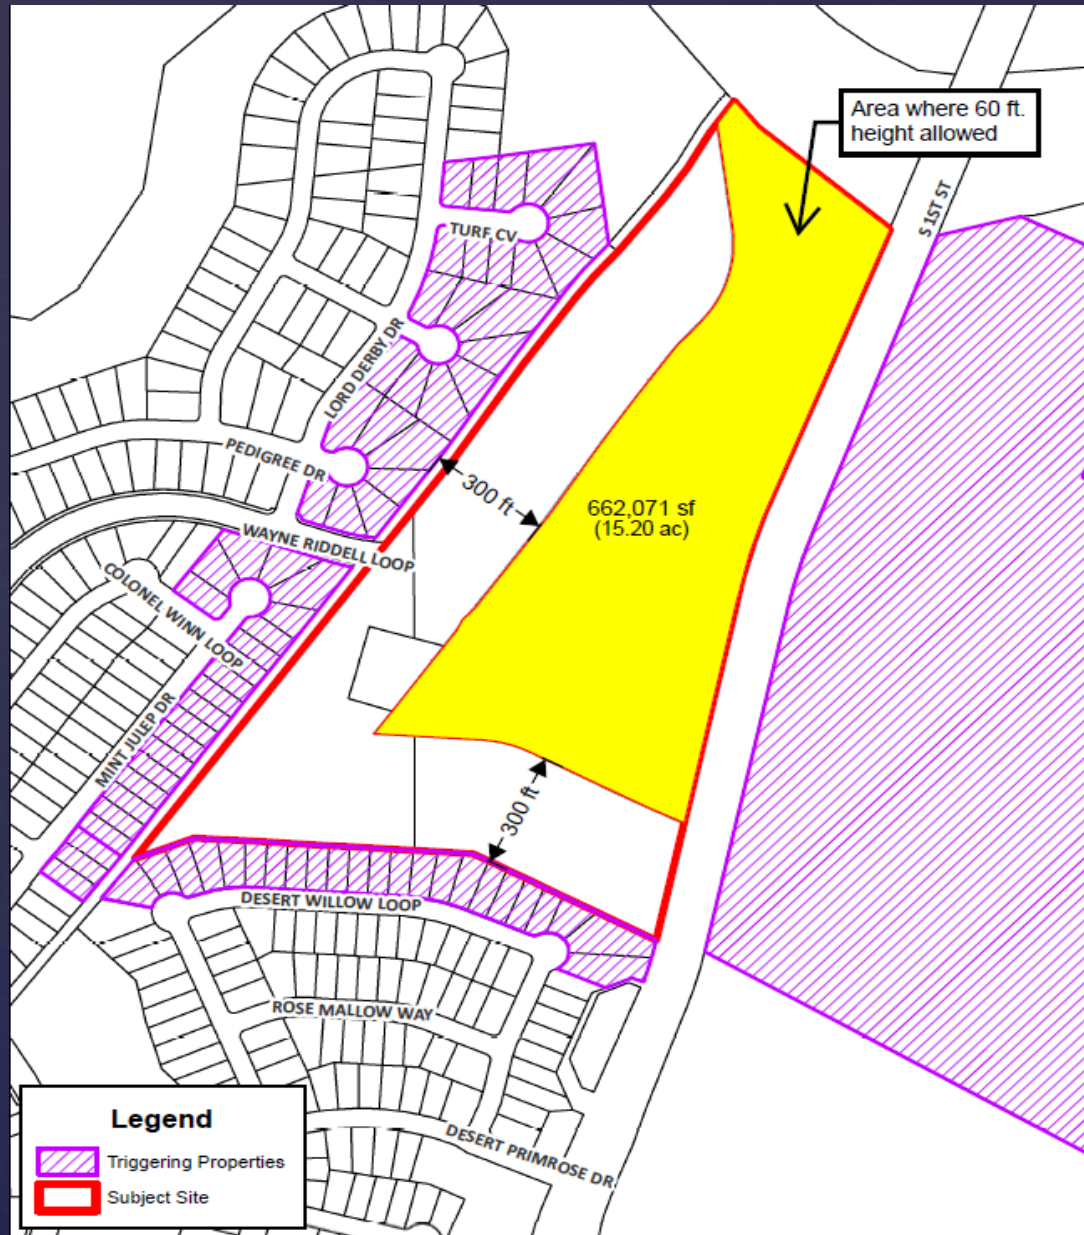 Area where 60 ft.
height allowed
S 1ST ST
TURF CV
LORD DERBY DR
PEDIGREE DR
300 ft
662,071 sf
(15.20 ac)
WAYNE RIDDELL LOOP
COLONEL WINN LOOP
MINT JULEP DR
300 ft
DESERT WILLOW LOOP
ROSE MALLOW WAY
DESERT PRIMROSE DR
Legend
Triggering Properties
Subject Site